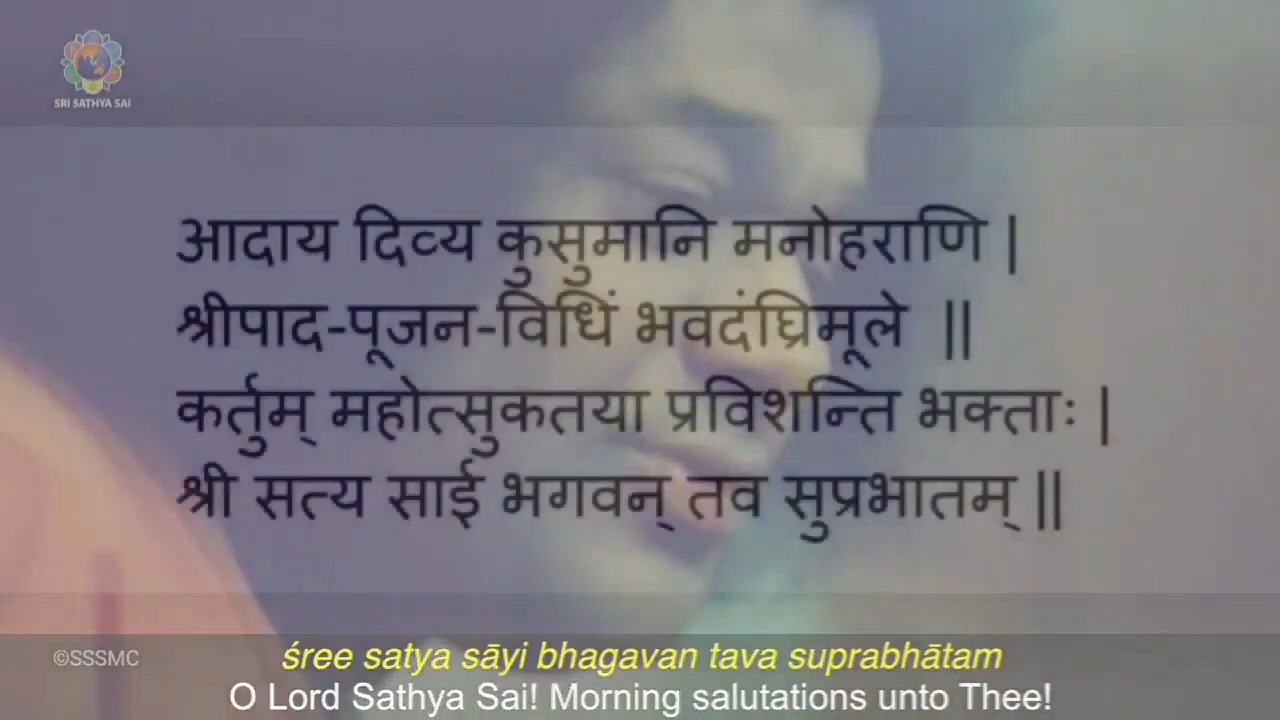 SRI SATHYA SAI
आदाय दिव्य कुसुमानि मनोहराणि |
श्रीपाद-पूजन-विधिं भवदंघ्रिमूले ||
कर्तुम् महोत्सुकतया प्रविशन्ति भक्ताः |
श्री सत्य साई भगवन् तव सुप्रभातम् ||
©SSSMC
śree satya sāyi bhagavan tava suprabhātam
O Lord Sathya Sai! Morning salutations unto Thee!